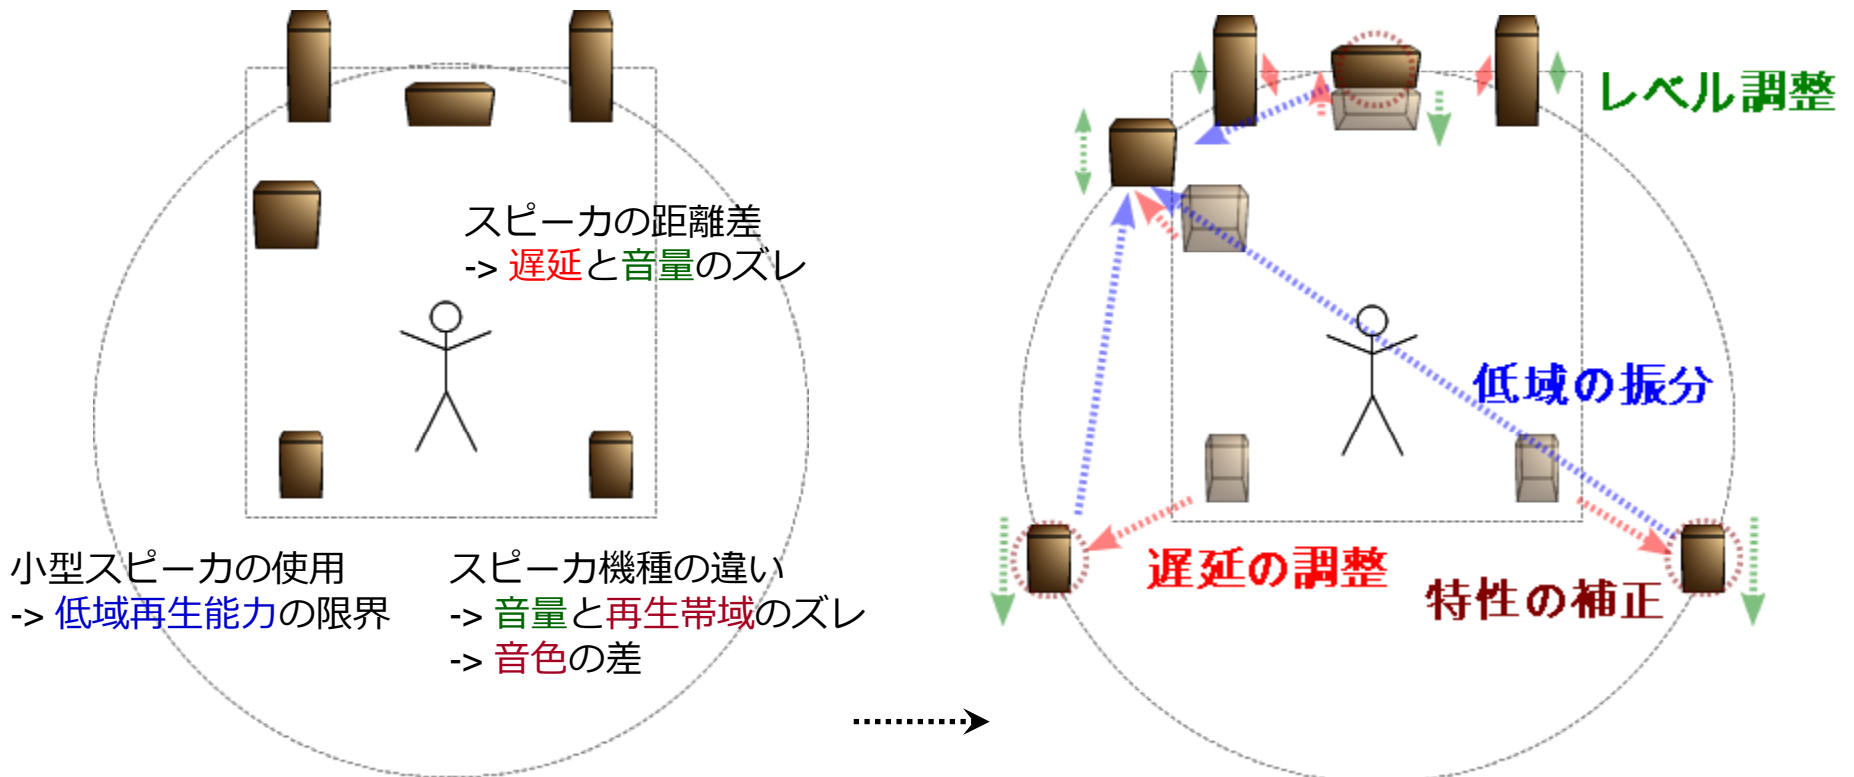 スピーカの距離差
-> 遅延と音量のズレ
小型スピーカの使用
-> 低域再生能力の限界
スピーカ機種の違い
-> 音量と再生帯域のズレ
-> 音色の差
レベル調整
低域の振分
遅延の調整
特性の補正